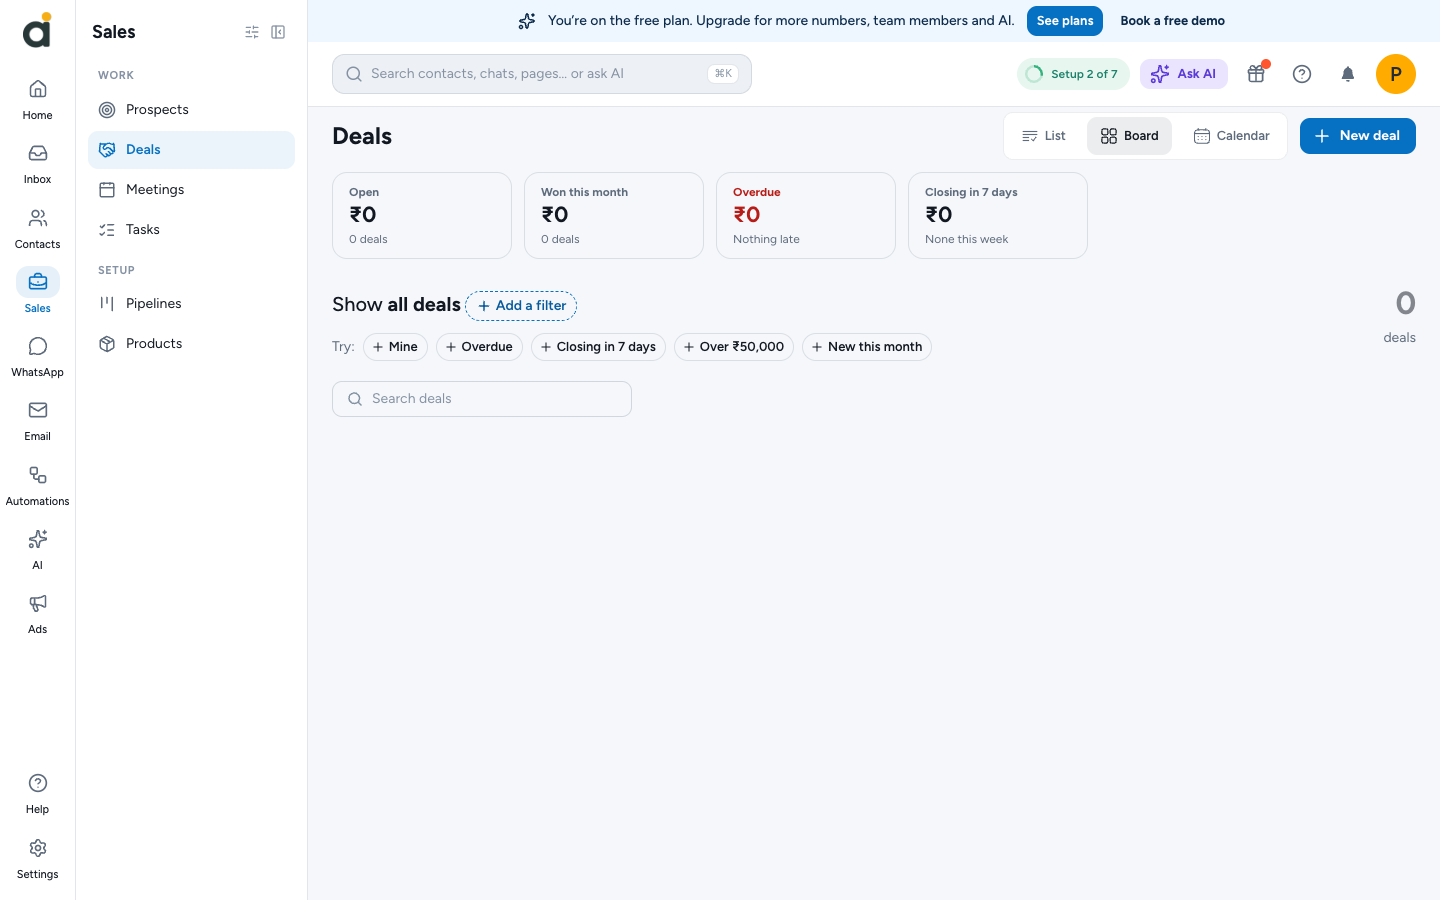 You're on the free plan. Upgrade for more numbers, team members and AI. See plans Book a free demo
Home
Inbox
Contacts
Sales
WhatsApp
Email
Automations
AI
Ads
Help
Settings
Sales
WORK
Prospects
Deals
Meetings
Tasks
SETUP
Pipelines
Products
Search contacts, chats, pages... or ask AI ⌘K
Setup 2 of 7
Ask AI
P
Deals
List Board Calendar
New deal
Open
₹0
0 deals
Won this month
₹0
0 deals
Overdue
₹0
Nothing late
Closing in 7 days
₹0
None this week
Show all deals + Add a filter
0
deals
Try: + Mine + Overdue + Closing in 7 days + Over ₹50,000 + New this month
Search deals